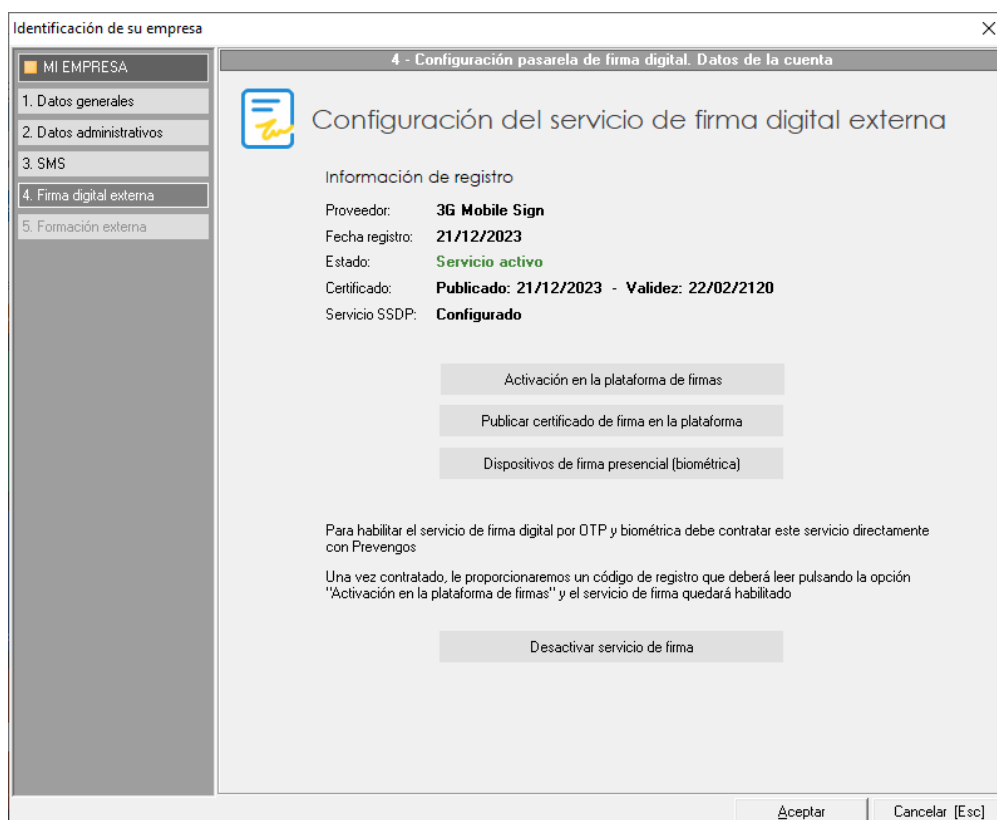 Identificación de su empresa
MI EMPRESA
1. Datos generales
2. Datos administrativos
3. SMS
4. Firma digital externa
5. Formación externa
4 - Configuración pasarela de firma digital. Datos de la cuenta
Configuración del servicio de firma digital externa
Información de registro
Proveedor: 3G Mobile Sign
Fecha registro: 21/12/2023
Estado: Servicio activo
Certificado: Publicado: 21/12/2023 - Validez: 22/02/2120
Servicio SSDP: Configurado
Activación en la plataforma de firmas
Publicar certificado de firma en la plataforma
Dispositivos de firma presencial (biométrica)
Para habilitar el servicio de firma digital por OTP y biométrica debe contratar este servicio directamente
con Prevengos
Una vez contratado, le proporcionaremos un código de registro que deberá leer pulsando la opción
"Activación en la plataforma de firmas" y el servicio de firma quedará habilitado
Desactivar servicio de firma
Aceptar
Cancelar [Esc]